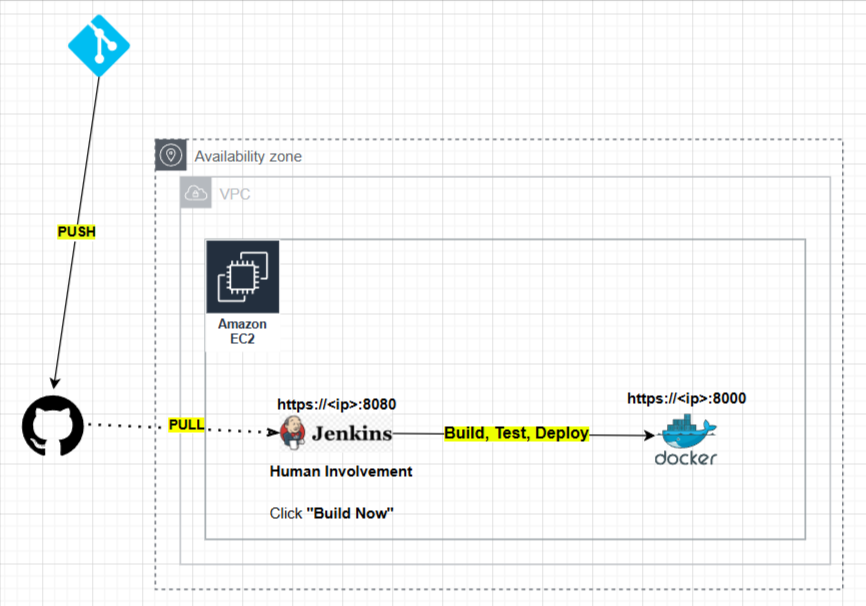 Availability zone
VPC
PUSH
Amazon
EC2
https://<ip>:8080
https://<ip>:8000
PULL
Jenkins
Build, Test, Deploy
docker
Human Involvement
Click "Build Now"